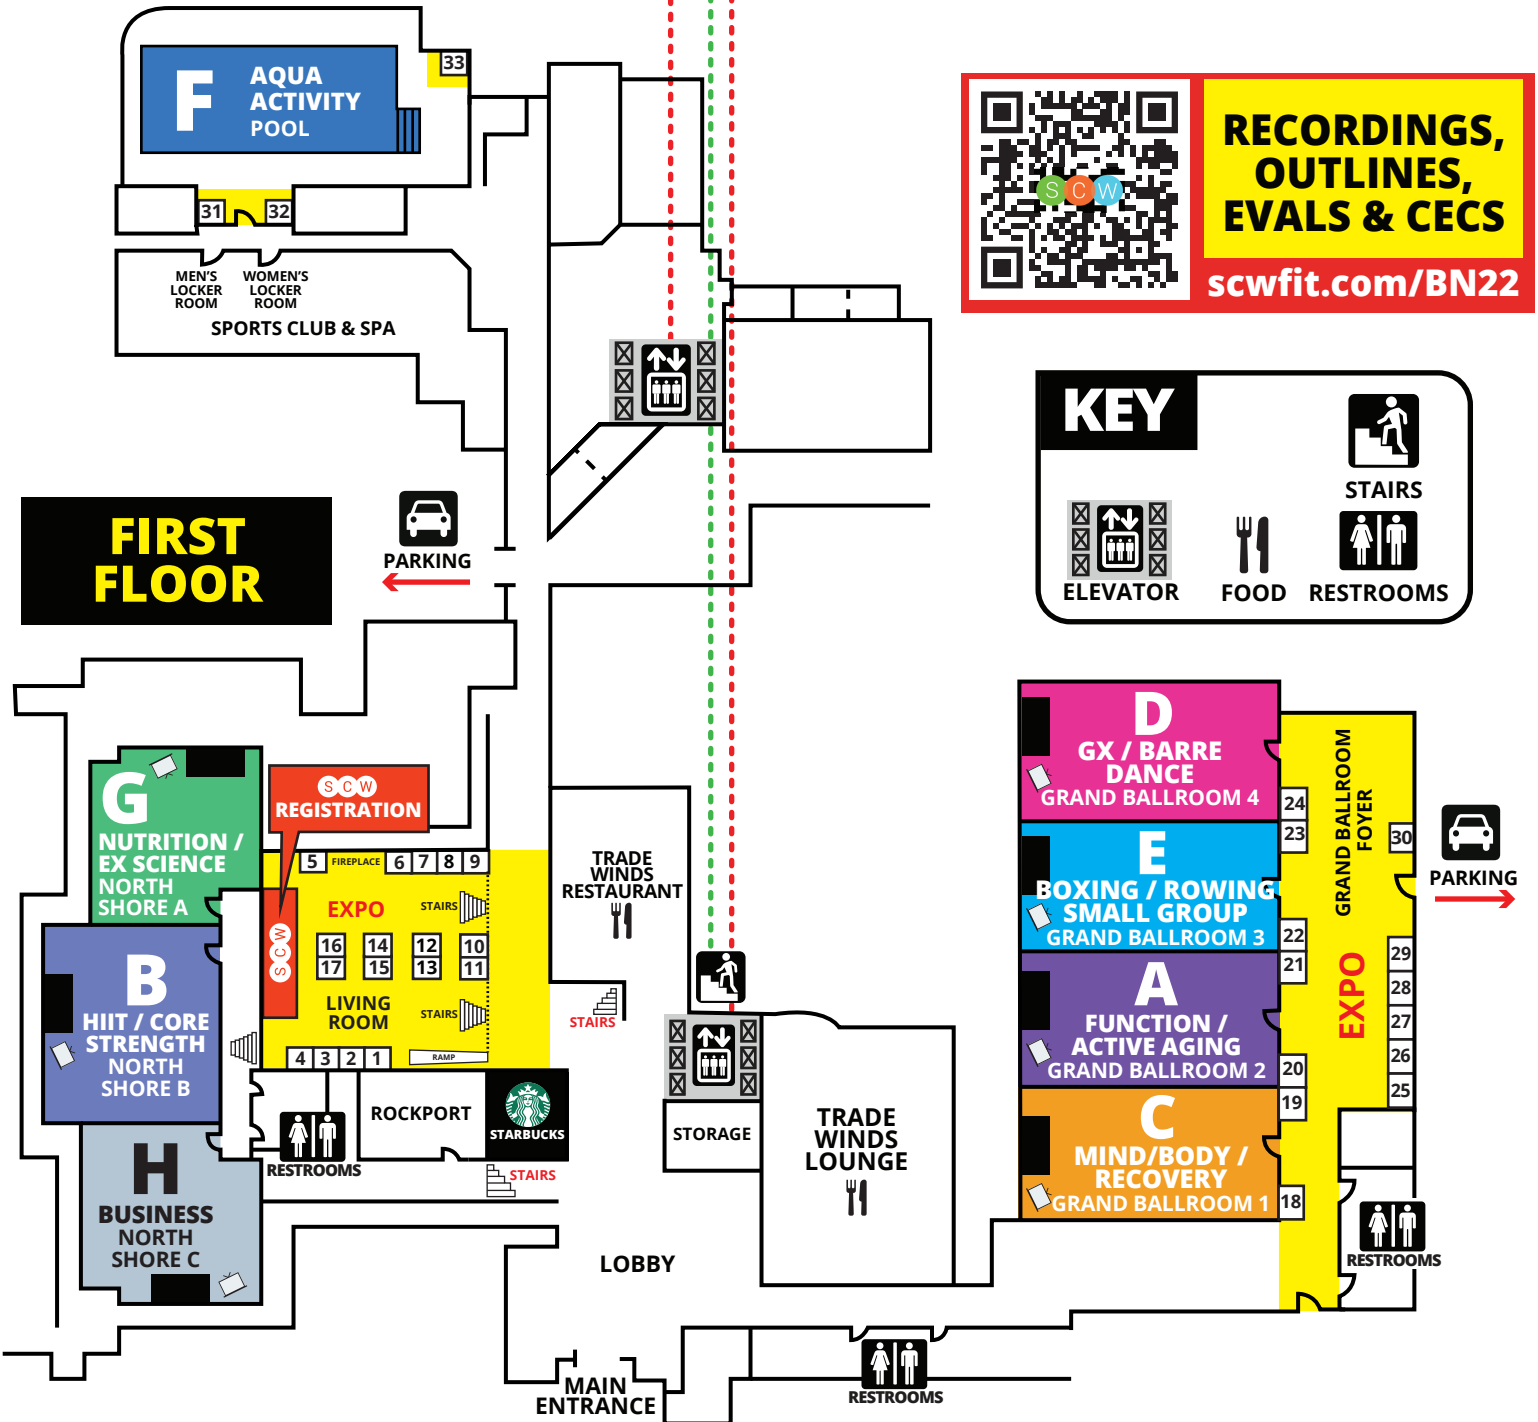 F
AQUA
ACTIVITY
POOL
33
31
32
MEN'S
LOCKER
ROOM
WOMEN'S
LOCKER
ROOM
SPORTS CLUB & SPA
S C W
RECORDINGS,
OUTLINES,
EVALS & CECS
scwfit.com/BN22
KEY
STAIRS
ELEVATOR
FOOD
RESTROOMS
FIRST
FLOOR
PARKING
G
NUTRITION /
EX SCIENCE
NORTH
SHORE A
SCW
REGISTRATION
5
FIREPLACE
6
7
8
9
EXPO
STAIRS
SCW
16
14
12
10
17
15
13
11
LIVING
ROOM
STAIRS
4
3
2
1
RAMP
B
HIIT / CORE
STRENGTH
NORTH
SHORE B
H
BUSINESS
NORTH
SHORE C
RESTROOMS
ROCKPORT
STARBUCKS
STAIRS
TRADE
WINDS
RESTAURANT
STAIRS
STORAGE
TRADE
WINDS
LOUNGE
LOBBY
MAIN
ENTRANCE
RESTROOMS
D
GX / BARRE
DANCE
GRAND BALLROOM 4
E
BOXING / ROWING
SMALL GROUP
GRAND BALLROOM 3
A
FUNCTION /
ACTIVE AGING
GRAND BALLROOM 2
C
MIND/BODY /
RECOVERY
GRAND BALLROOM 1
24
23
22
21
20
19
18
GRAND BALLROOM
FOYER
EXPO
30
29
28
27
26
25
PARKING
RESTROOMS